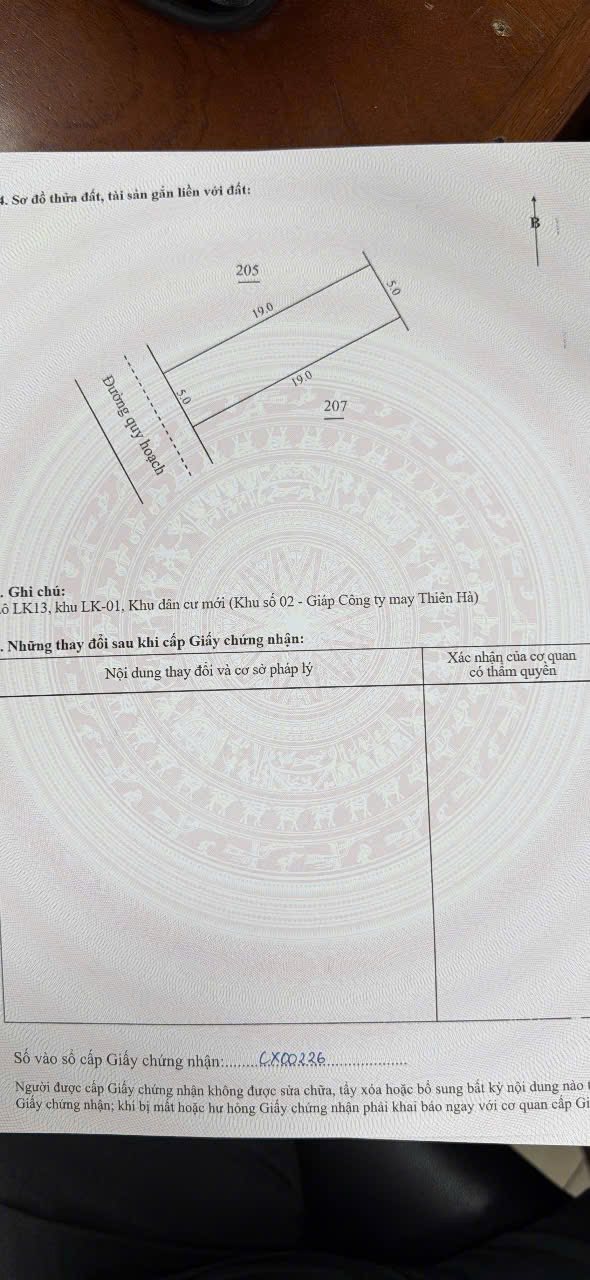 4. Sơ đồ thửa đất, tài sản gắn liền với đất:
B
205
5.0
19.0
19.0
5.0
207
Đường quy hoạch
. Ghi chú:
Lô LK13, khu LK-01, Khu dân cư mới (Khu số 02 - Giáp Công ty may Thiên Hà)
. Những thay đổi sau khi cấp Giấy chứng nhận:
Nội dung thay đổi và cơ sở pháp lý
Xác nhận của cơ quan
có thẩm quyền
Số vào sổ cấp Giấy chứng nhận:.......CX00226....................
Người được cấp Giấy chứng nhận không được sửa chữa, tẩy xóa hoặc bổ sung bất kỳ nội dung nào
Giấy chứng nhận; khi bị mất hoặc hư hỏng Giấy chứng nhận phải khai báo ngay với cơ quan cấp Gi